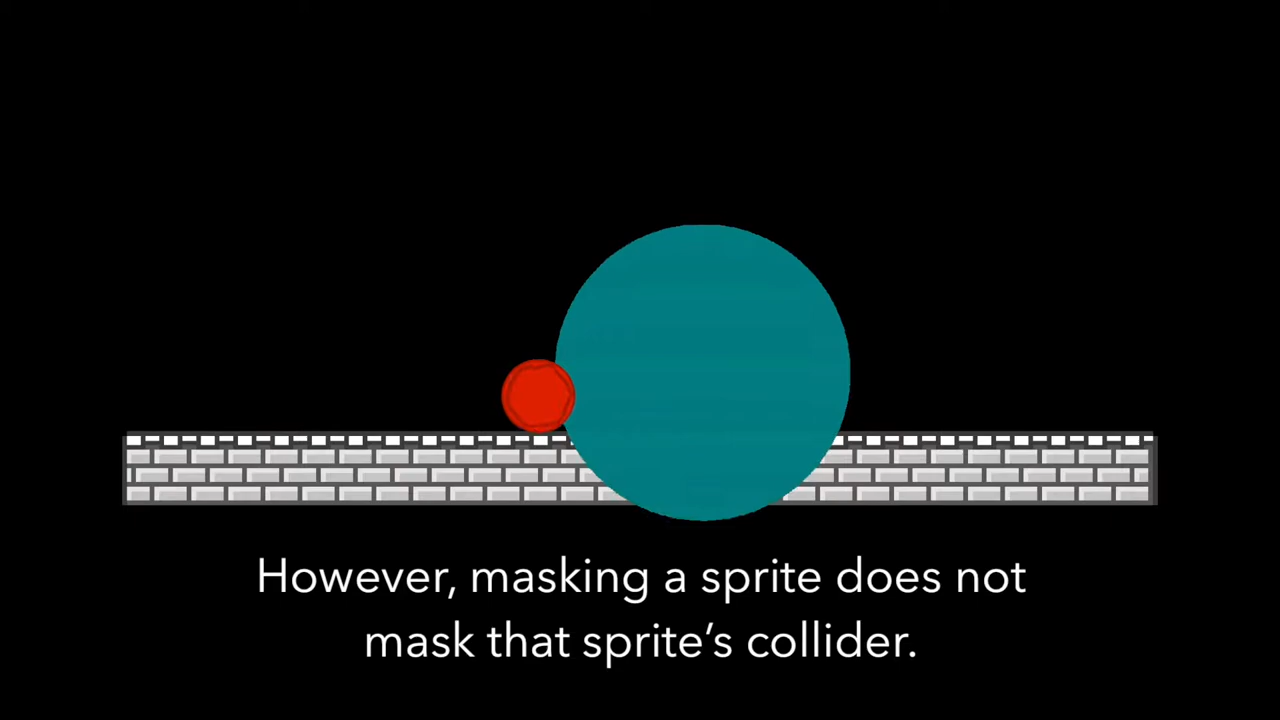 However, masking a sprite does not
mask that sprite’s collider.